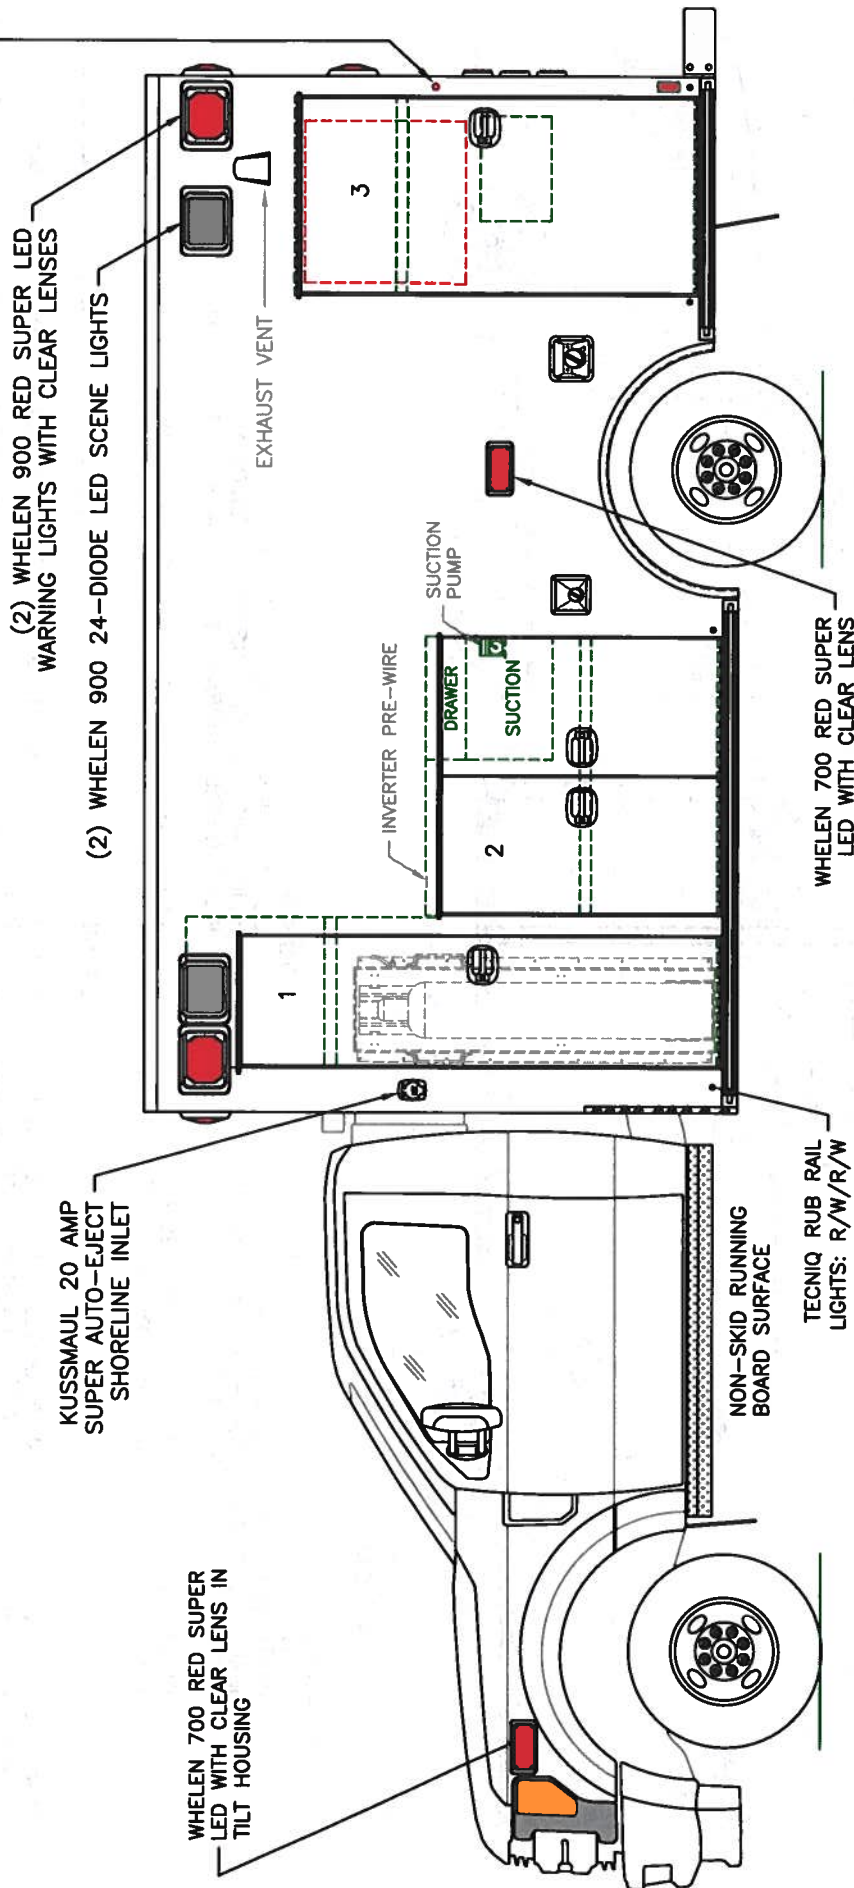 (2) WHELEN 900 RED SUPER LED
WARNING LIGHTS WITH CLEAR LENSES
(2) WHELEN 900 24-DIODE LED SCENE LIGHTS
EXHAUST VENT
KUSSMAUL 20 AMP
SUPER AUTO-EJECT
SHORELINE INLET
WHELEN 700 RED SUPER
LED WITH CLEAR LENS IN
TILT HOUSING
INVERTER PRE-WIRE
SUCTION
PUMP
DRAWER
SUCTION
1
2
3
NON-SKID RUNNING
BOARD SURFACE
TECNIQ RUB RAIL
LIGHTS: R/W/R/W
WHELEN 700 RED SUPER
LED WITH CLEAR LENS